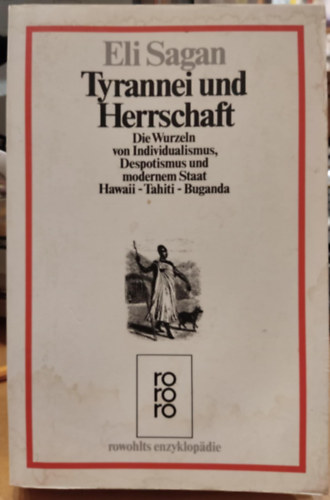 Eli Sagan
Tyrannei und
Herrschaft
Die Wurzeln
von Individualismus,
Despotismus und
modernem Staat
Hawaii - Tahiti - Buganda
ro
ro
ro
rowohlts enzyklopädie